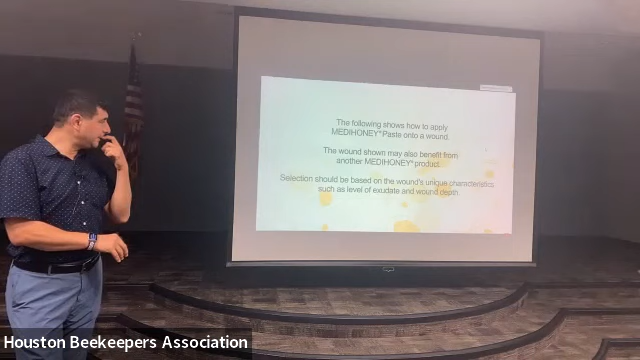 The following shows how to apply
MEDIHONEY® Paste onto a wound.
The wound shown may also benefit from
another MEDIHONEY® product.
Selection should be based on the wound's unique characteristics
such as level of exudate and wound depth.
Houston Beekeepers Association